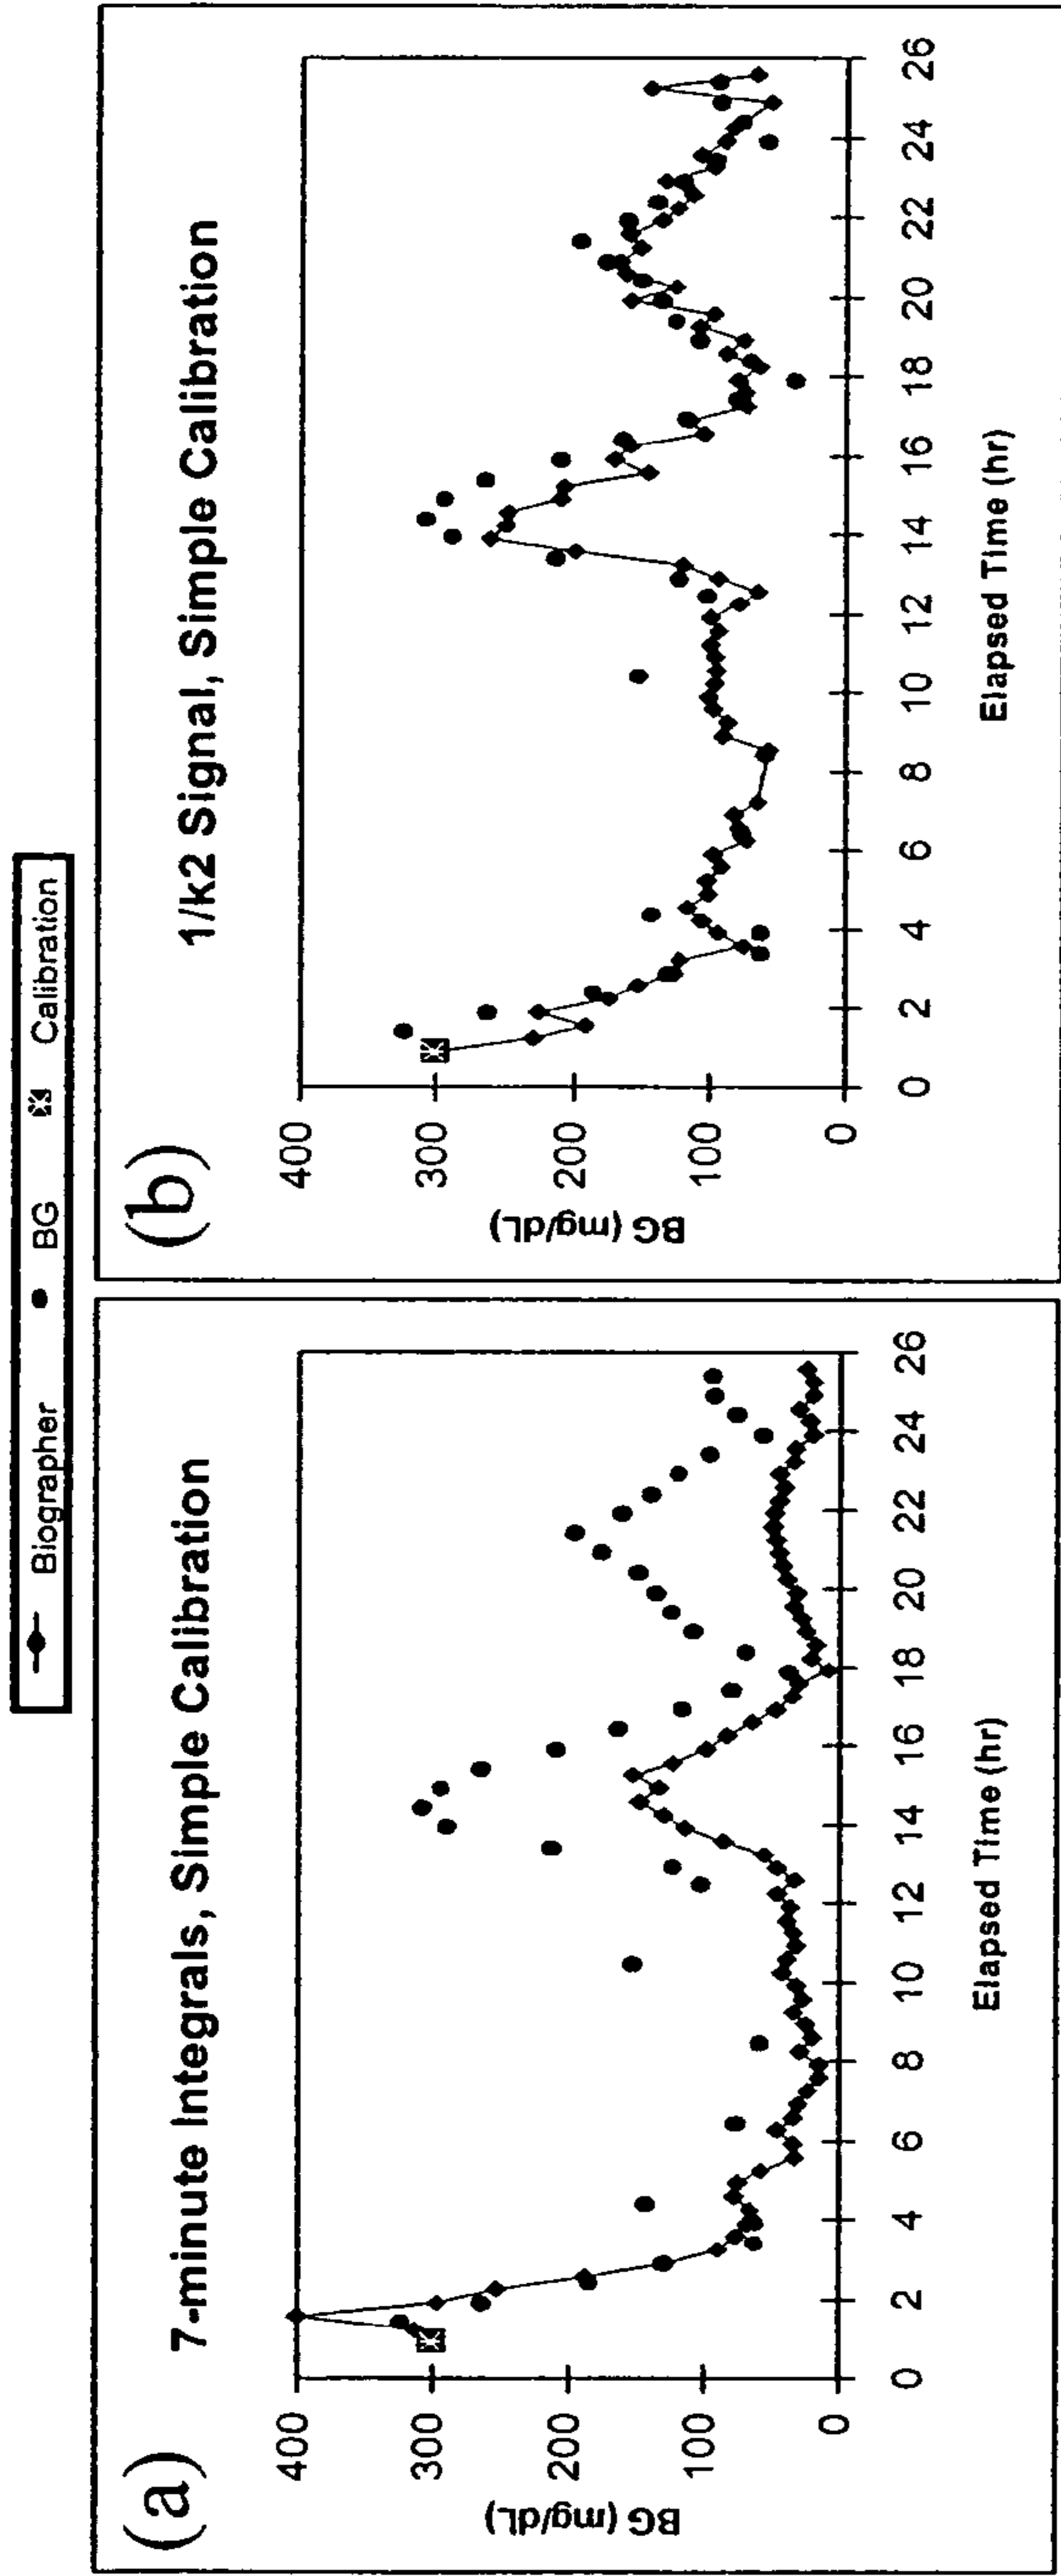 Biographer BG Calibration
(a)
7-minute Integrals, Simple Calibration
400
300
200
100
0
BG (mg/dL)
0 2 4 6 8 10 12 14 16 18 20 22 24 26
Elapsed Time (hr)
(b)
1/k2 Signal, Simple Calibration
400
300
200
100
0
BG (mg/dL)
0 2 4 6 8 10 12 14 16 18 20 22 24 26
Elapsed Time (hr)